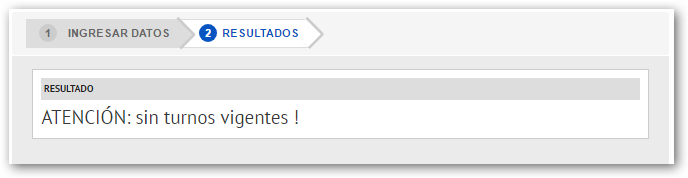 1 INGRESAR DATOS 2 RESULTADOS
RESULTADO
ATENCIÓN: sin turnos vigentes !